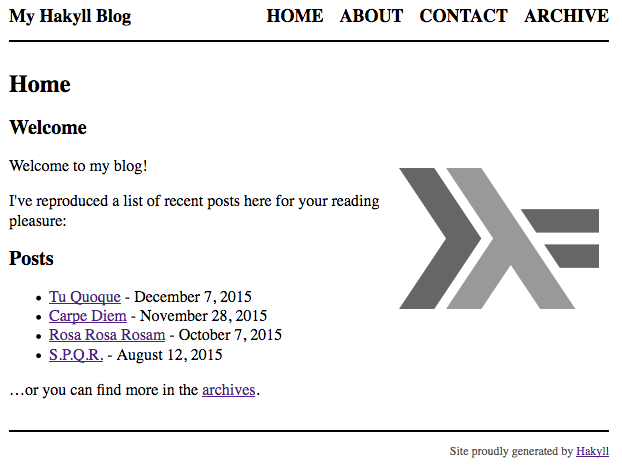 My Hakyll Blog HOME ABOUT CONTACT ARCHIVE
Home
Welcome
Welcome to my blog!
I've reproduced a list of recent posts here for your reading
pleasure:
Posts
• Tu Quoque - December 7, 2015
• Carpe Diem - November 28, 2015
• Rosa Rosa Rosam - October 7, 2015
• S.P.Q.R. - August 12, 2015
…or you can find more in the archives.
Site proudly generated by Hakyll